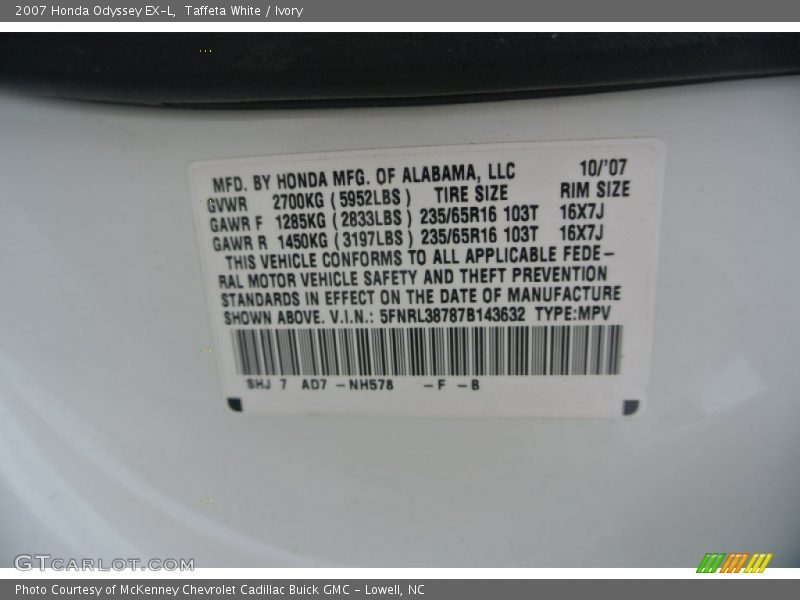 2007 Honda Odyssey EX-L,  Taffeta White / Ivory
MFD. BY HONDA MFG. OF ALABAMA, LLC 10/'07
GVWR 2700KG ( 5952LBS ) TIRE SIZE RIM SIZE
GAWR F 1285KG ( 2833LBS ) 235/65R16 103T 16X7J
GAWR R 1450KG ( 3197LBS ) 235/65R16 103T 16X7J
THIS VEHICLE CONFORMS TO ALL APPLICABLE FEDE-
RAL MOTOR VEHICLE SAFETY AND THEFT PREVENTION
STANDARDS IN EFFECT ON THE DATE OF MANUFACTURE
SHOWN ABOVE. V.I.N.: 5FNRL38787B143632 TYPE:MPV
SHJ 7 AD7 -NH578 -F -B
GTCARLOT.COM
Photo Courtesy of McKenney Chevrolet Cadillac Buick GMC - Lowell, NC